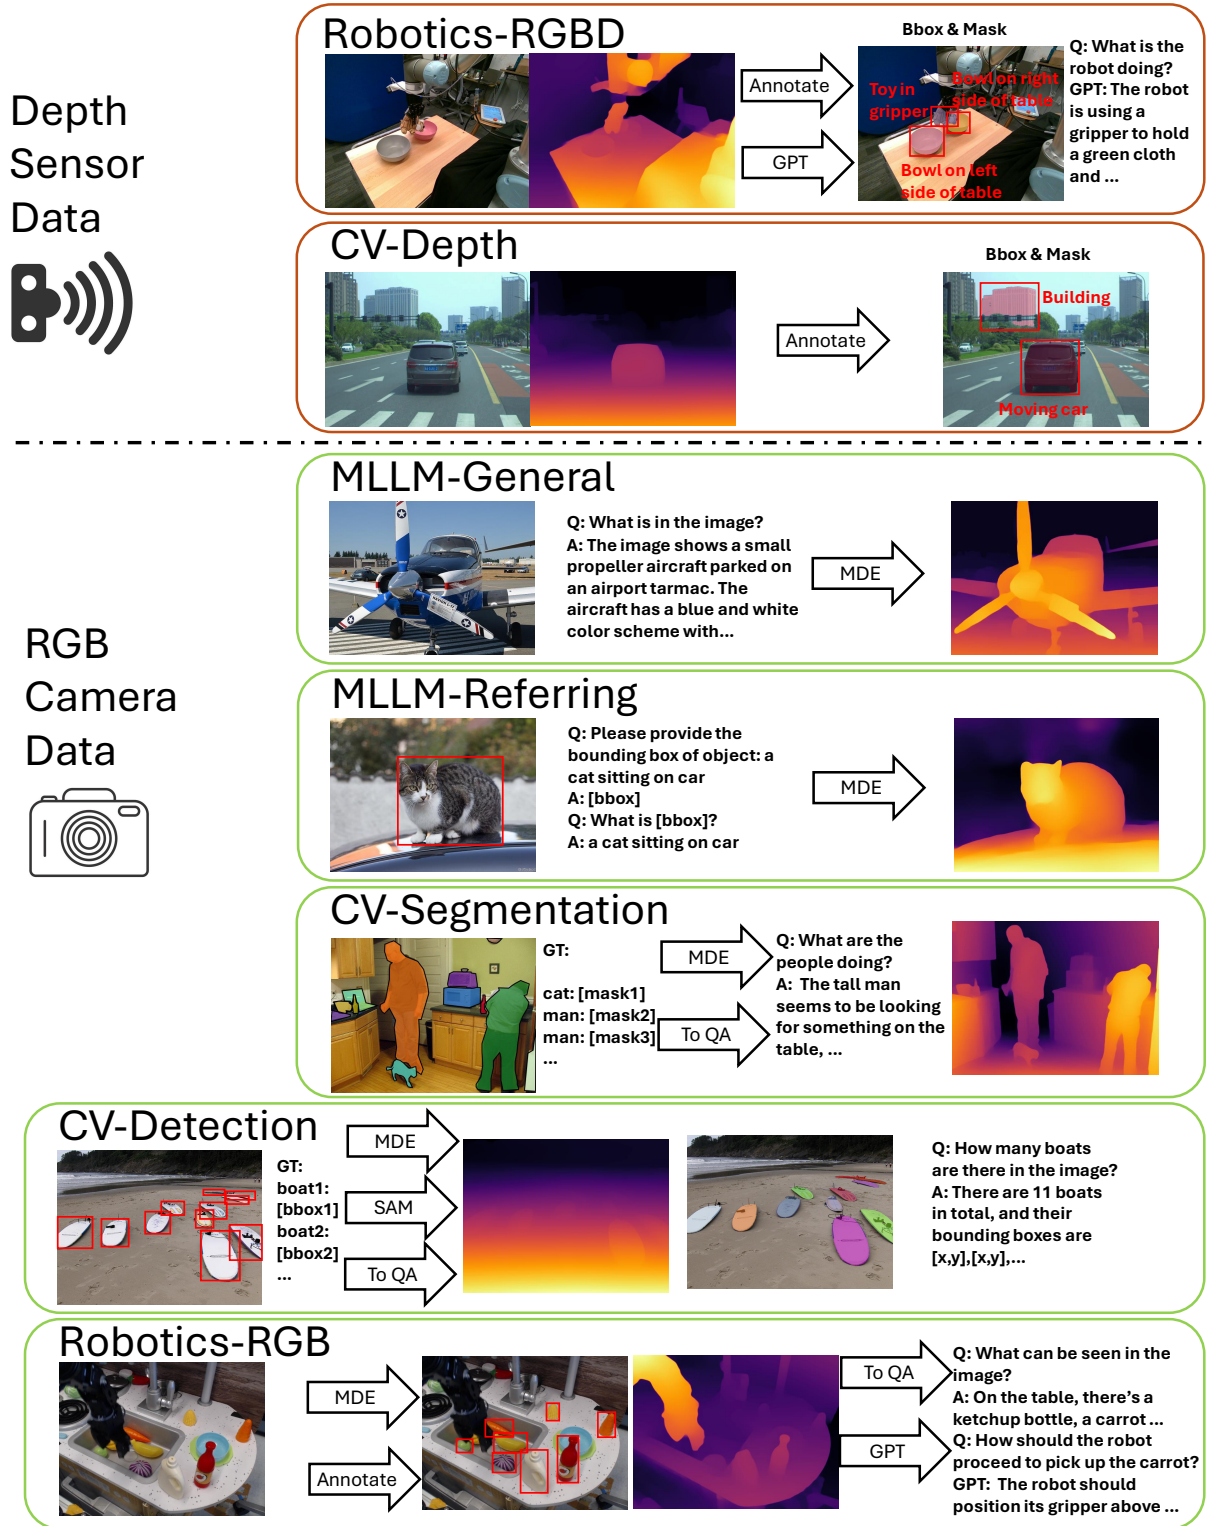 Depth
Sensor
Data
Robotics-RGBD
Annotate
GPT
Bbox & Mask
Toy in
gripper
Bowl on right
side of table
Bowl on left
side of table
Q: What is the
robot doing?
GPT: The robot
is using a
gripper to hold
a green cloth
and ...
CV-Depth
Annotate
Bbox & Mask
Building
Moving car
RGB
Camera
Data
MLLM-General
Q: What is in the image?
A: The image shows a small
propeller aircraft parked on
an airport tarmac. The
aircraft has a blue and white
color scheme with...
MDE
MLLM-Referring
Q: Please provide the
bounding box of object: a
cat sitting on car
A: [bbox]
Q: What is [bbox]?
A: a cat sitting on car
MDE
CV-Segmentation
GT:
cat: [mask1]
man: [mask2]
man: [mask3]
...
MDE
To QA
Q: What are the
people doing?
A: The tall man
seems to be looking
for something on the
table, ...
CV-Detection
GT:
boat1:
[bbox1]
boat2:
[bbox2]
...
MDE
SAM
To QA
Q: How many boats
are there in the image?
A: There are 11 boats
in total, and their
bounding boxes are
[x,y],[x,y],...
Robotics-RGB
MDE
Annotate
To QA
GPT
Q: What can be seen in the
image?
A: On the table, there's a
ketchup bottle, a carrot ...
Q: How should the robot
proceed to pick up the carrot?
GPT: The robot should
position its gripper above ...